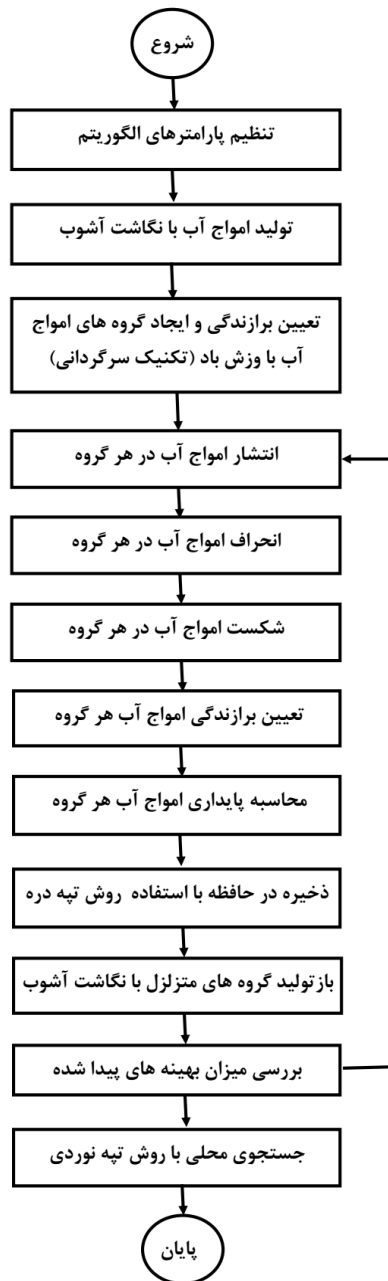 شروع
تنظیم پارامترهای الگوریتم
تولید امواج آب با نگاشت آشوب
تعیین برازندگی و ایجاد گروه های امواج
آب با وزش باد (تکنیک سرگردانی)
انتشار امواج آب در هر گروه
انحراف امواج آب در هر گروه
شکست امواج آب در هر گروه
تعیین برازندگی امواج آب هر گروه
محاسبه پایداری امواج آب هر گروه
ذخیره در حافظه با استفاده روش تپه دره
بازتولید گروه های متزلزل با نگاشت آشوب
بررسی میزان بهینه های پیدا شده
جستجوی محلی با روش تپه نوردی
پایان